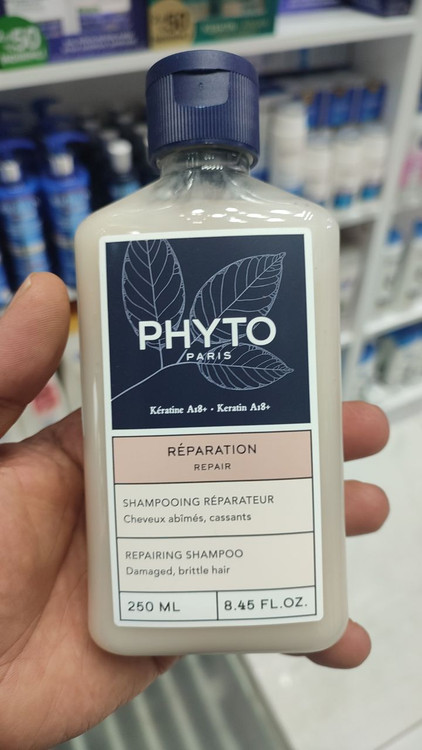 PHYTO
PARIS
Kératine A18+ • Keratin A18+
RÉPARATION
REPAIR
SHAMPOOING RÉPARATEUR
Cheveux abîmés, cassants
REPAIRING SHAMPOO
Damaged, brittle hair
250 ML
8.45 FL.OZ.